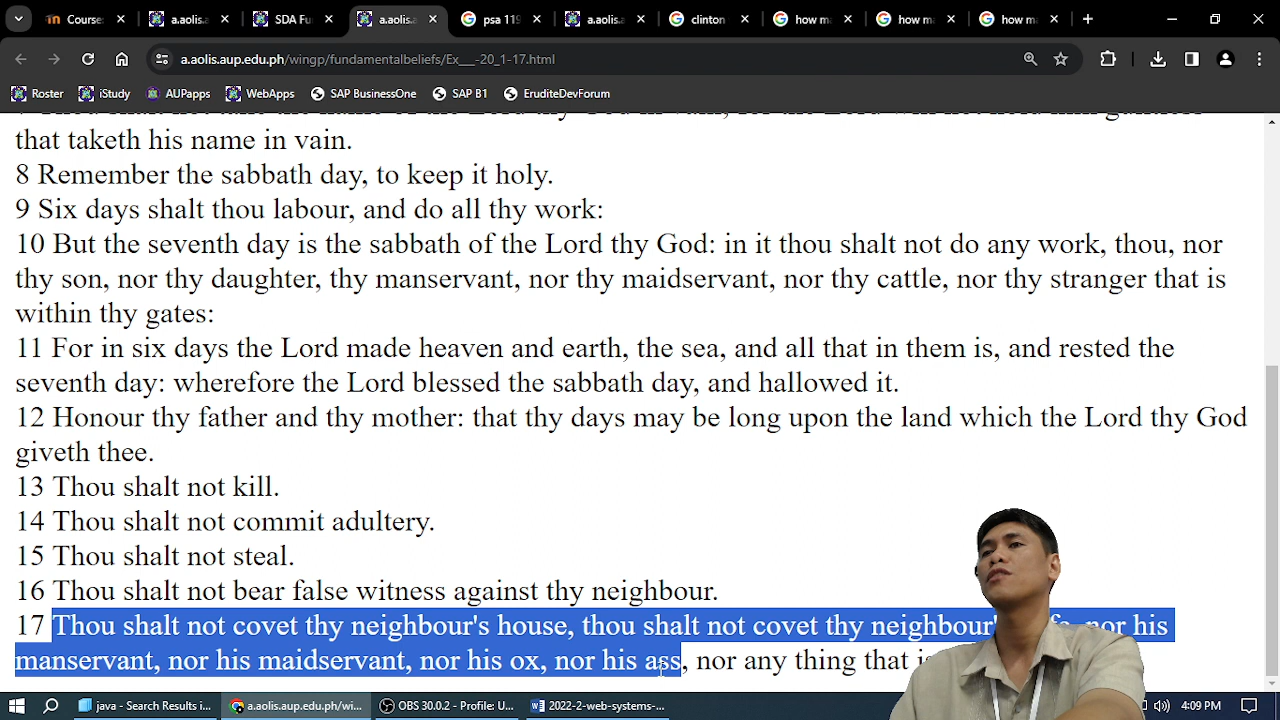 Course:
a.aolis.
SDA Fu
a.aolis.
psa 119
a.aolis.
clinton
how m
how m
how m
a.aolis.aup.edu.ph/wingp/fundamentalbeliefs/Ex___-20_1-17.html
Roster iStudy AUPapps WebApps SAP BusinessOne SAP B1 EruditeDevForum
that taketh his name in vain.
8 Remember the sabbath day, to keep it holy.
9 Six days shalt thou labour, and do all thy work:
10 But the seventh day is the sabbath of the Lord thy God: in it thou shalt not do any work, thou, nor
thy son, nor thy daughter, thy manservant, nor thy maidservant, nor thy cattle, nor thy stranger that is
within thy gates:
11 For in six days the Lord made heaven and earth, the sea, and all that in them is, and rested the
seventh day: wherefore the Lord blessed the sabbath day, and hallowed it.
12 Honour thy father and thy mother: that thy days may be long upon the land which the Lord thy God
giveth thee.
13 Thou shalt not kill.
14 Thou shalt not commit adultery.
15 Thou shalt not steal.
16 Thou shalt not bear false witness against thy neighbour.
17 Thou shalt not covet thy neighbour's house, thou shalt not covet thy neighbour' nor his
manservant, nor his maidservant, nor his ox, nor his ass, nor any thing that
java - Search Results i...
a.aolis.aup.edu.ph/wi...
OBS 30.0.2 - Profile: U...
2022-2-web-systems-...
4:09 PM